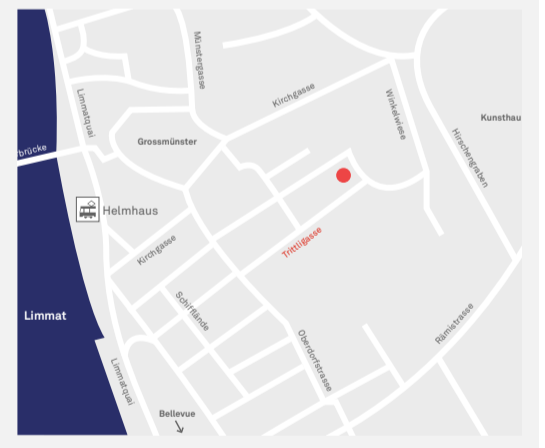 Münstergasse
Limmatquai
Kirchgasse
Winkelwiese
Kunsthau
Grossmünster
Hirschengraben
brücke
Helmhaus
Kirchgasse
Trittligasse
Limmat
Schifflände
Rämistrasse
Oberdorfstrasse
Limmatquai
Bellevue